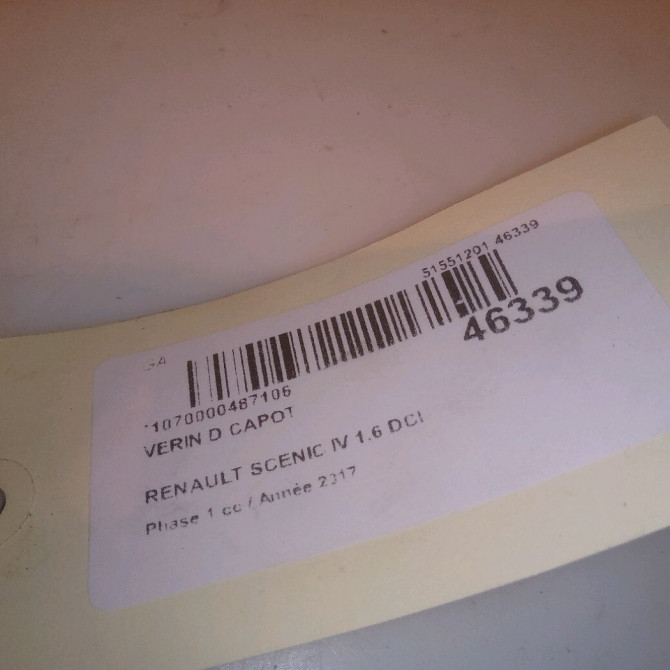 51551201 46339
46339
*1070000487106
VERIN D CAPOT
RENAULT SCENIC IV 1.6 DCI
Phase 1 cc / Année 2017